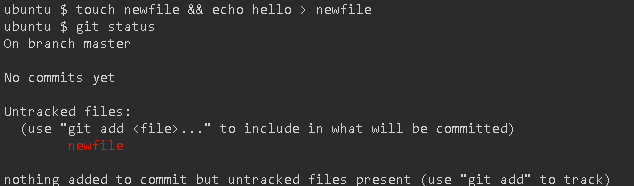 ubuntu $ touch newfile && echo hello > newfile
ubuntu $ git status
On branch master
No commits yet
Untracked files:
  (use "git add <file>..." to include in what will be committed)
        newfile
nothing added to commit but untracked files present (use "git add" to track)